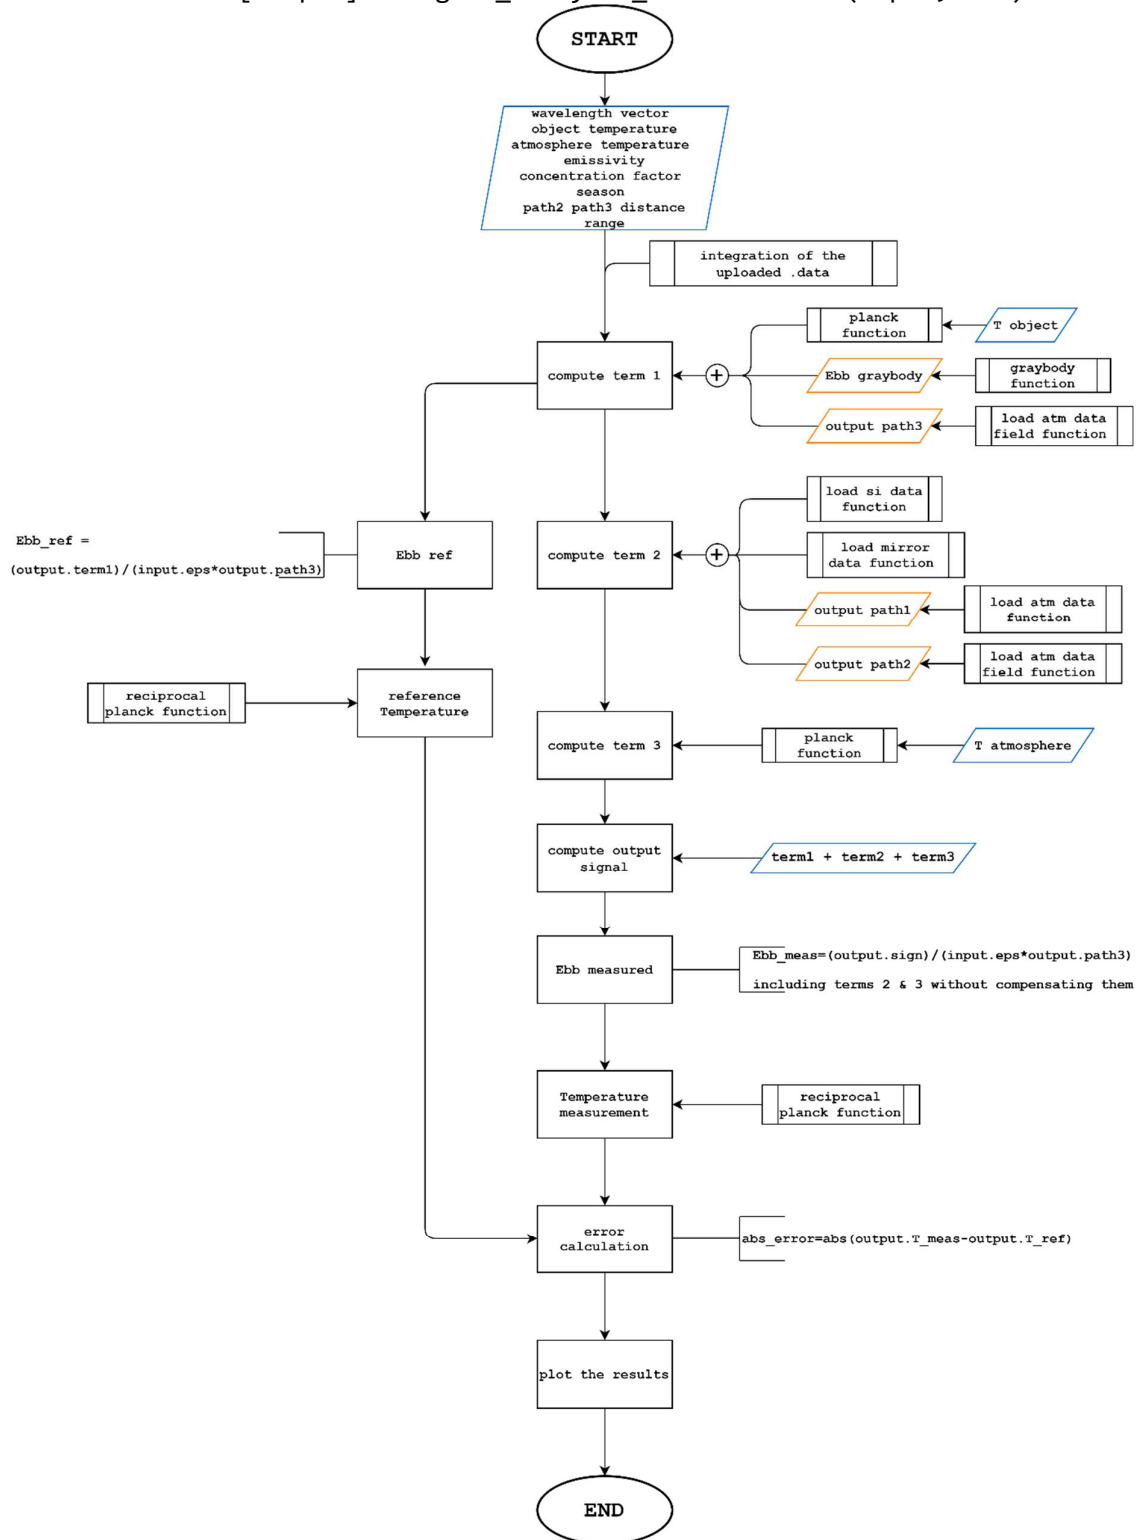 START
wavelength vector
object temperature
atmosphere temperature
emissivity
concentration factor
season
path2 path3 distance
range
integration of the
uploaded .data
planck
function
T object
compute term 1
Ebb graybody
graybody
function
output path3
load atm data
field function
load si data
function
Ebb_ref =
(output.term1)/(input.eps*output.path3)
Ebb ref
compute term 2
load mirror
data function
output path1
load atm data
function
output path2
load atm data
field function
reciprocal
planck function
reference
Temperature
compute term 3
planck
function
T atmosphere
compute output
signal
term1 + term2 + term3
Ebb measured
Ebb_meas=(output.sign)/(input.eps*output.path3)
including terms 2 & 3 without compensating them
Temperature
measurement
reciprocal
planck function
error
calculation
abs_error=abs(output.T_meas-output.T_ref)
plot the results
END